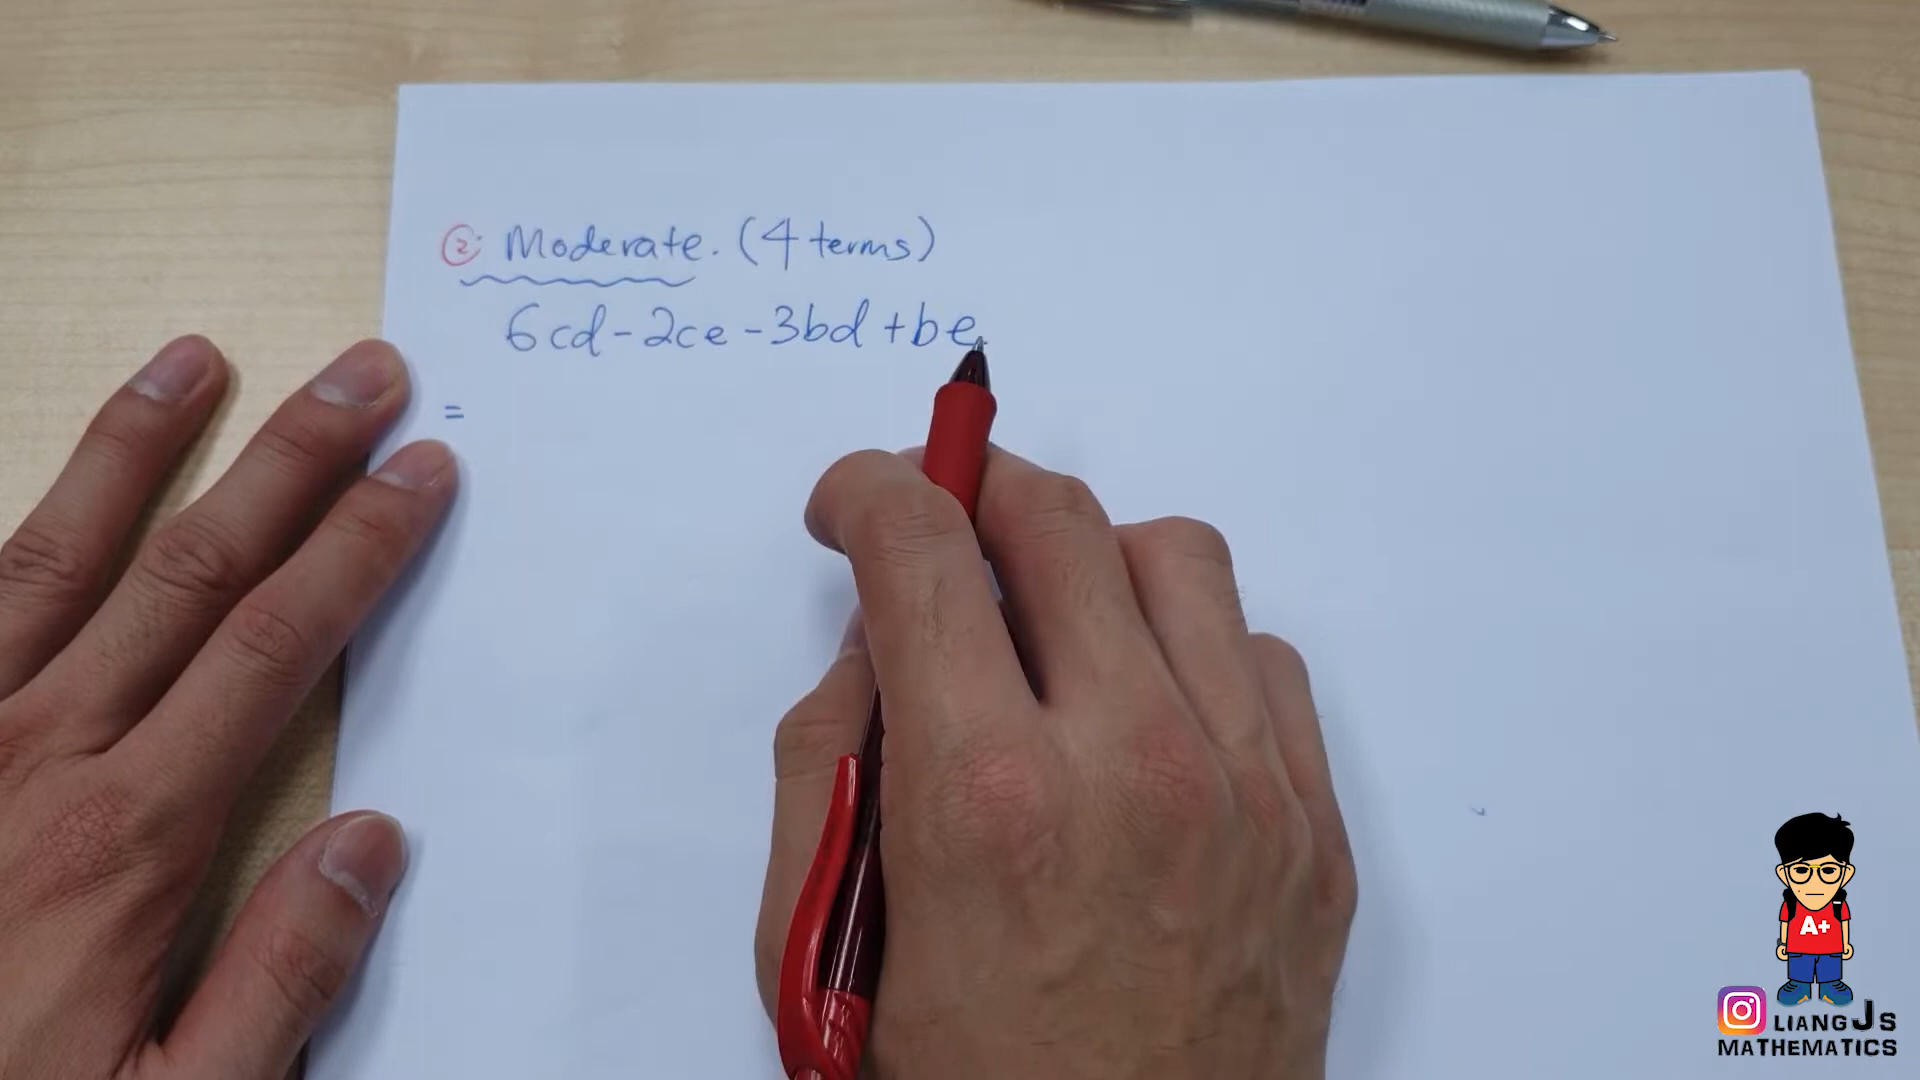 ② Moderate. (4 terms)
6cd - 2ce - 3bd + be
=
A+
LIANGJS
MATHEMATICS